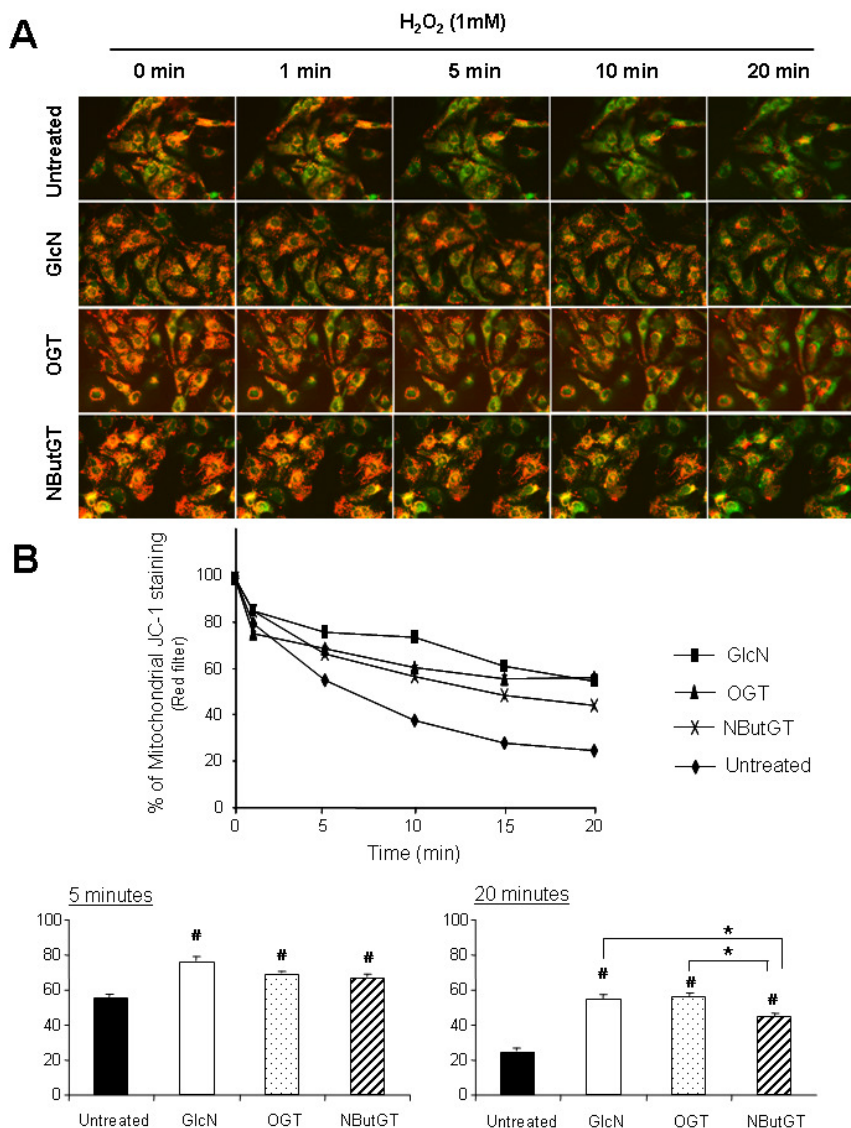 A
H₂O₂ (1mM)
0 min 1 min 5 min 10 min 20 min
Untreated
GlcN
OGT
NButGT
B
% of Mitochondrial JC-1 staining
(Red filter)
100
80
60
40
20
0
0 5 10 15 20
Time (min)
GlcN
OGT
NButGT
Untreated
5 minutes
100
80
60
40
20
0
# # #
Untreated GlcN OGT NButGT
20 minutes
100
80
60
40
20
0
*
*
# # #
Untreated GlcN OGT NButGT